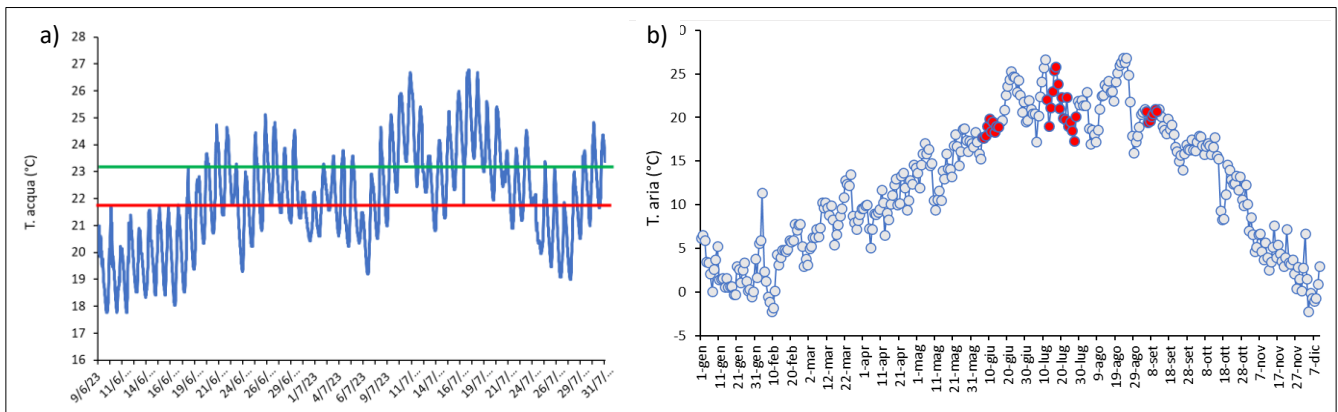 a)
T. acqua (°C)
28
27
26
25
24
23
22
21
20
19
18
17
16
9/6/23
11/6/...
14/6/...
16/6/...
19/6/...
21/6/...
24/6/...
26/6/...
29/6/...
1/7/23
4/7/23
6/7/23
9/7/23
11/7/...
14/7/...
16/7/...
19/7/...
21/7/...
24/7/...
26/7/...
29/7/...
31/7/...
b)
T. aria (°C)
0
25
20
15
10
5
0
-5
1-gen
11-gen
21-gen
31-gen
10-feb
20-feb
2-mar
12-mar
22-mar
1-apr
11-apr
21-apr
1-mag
11-mag
21-mag
31-mag
10-giu
20-giu
30-giu
10-lug
20-lug
30-lug
9-ago
19-ago
29-ago
8-set
18-set
28-set
8-ott
18-ott
28-ott
7-nov
17-nov
27-nov
7-dic